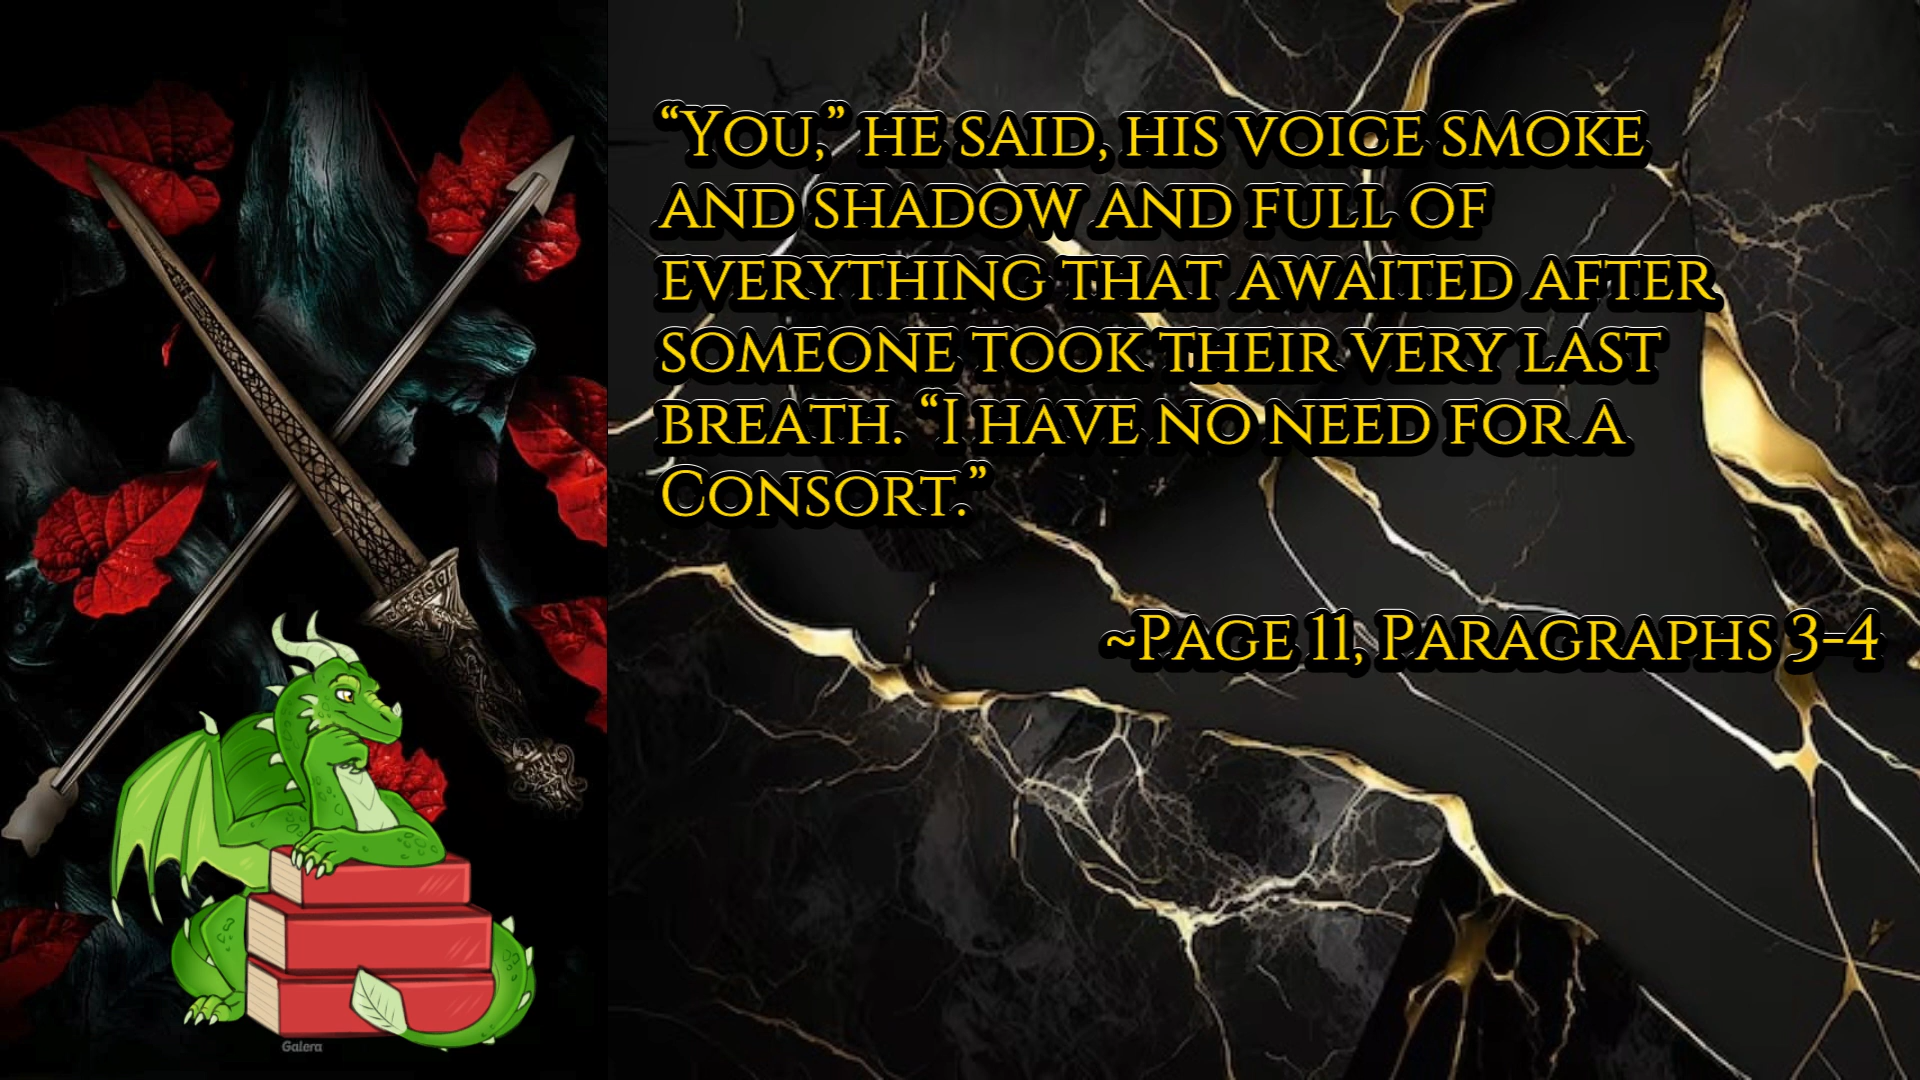 “You,” he said, his voice smoke
and shadow and full of
everything that awaited after
someone took their very last
breath. “I have no need for a
Consort.”
~Page 11, Paragraphs 3-4
Galera